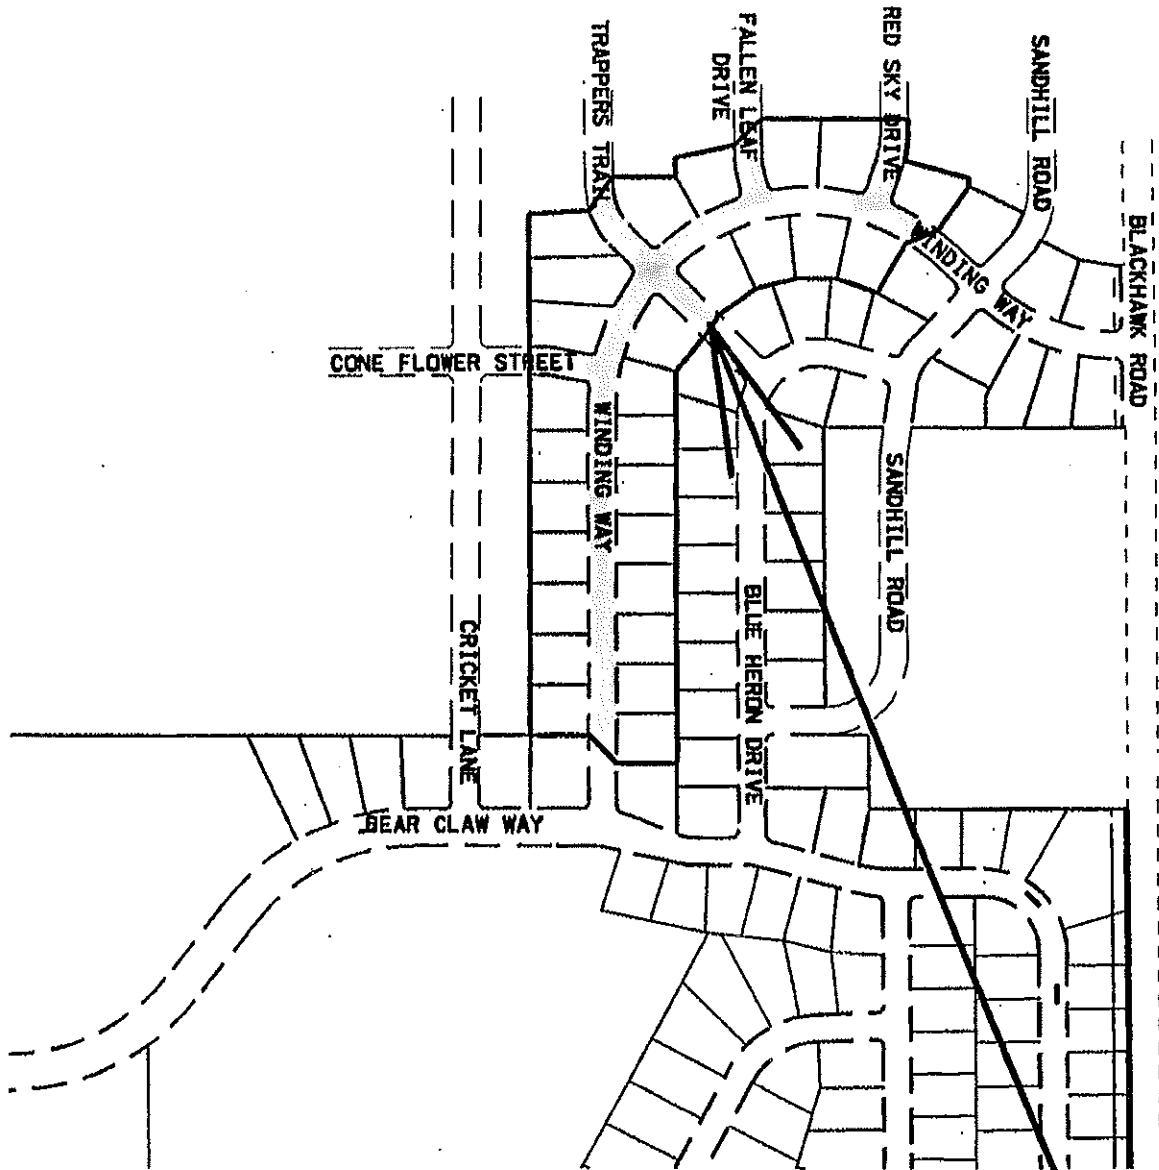 TRAPPERS TRAIL
FALLEN LEAF
DRIVE
RED SKY DRIVE
SANDHILL ROAD
BLACKHAWK ROAD
WINDING WAY
CONE FLOWER STREET
WINDING WAY
SANDHILL ROAD
BLUE HERON DRIVE
CRICKET LANE
BEAR CLAW WAY